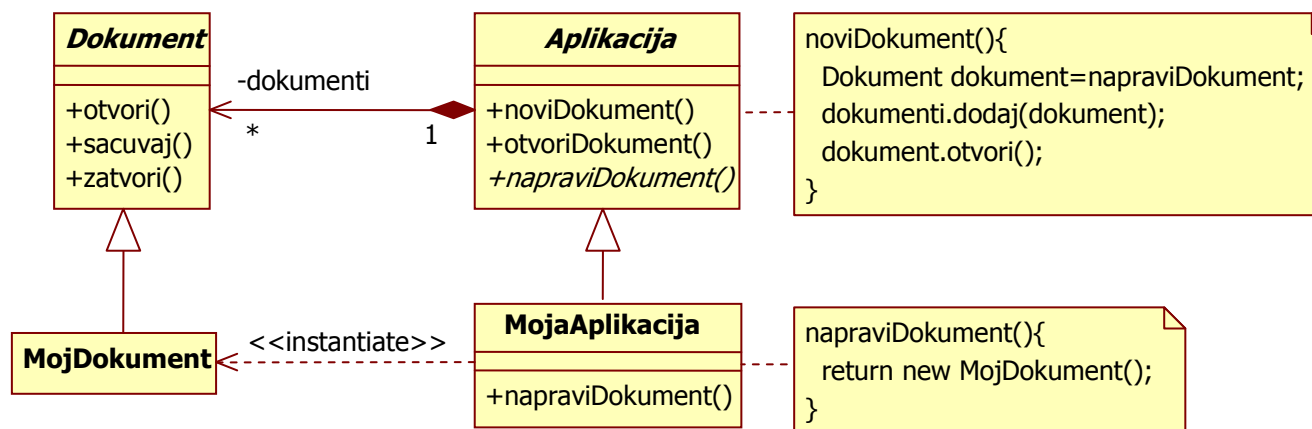 Dokument
+otvori()
+sacuvaj()
+zatvori()
-dokumenti
*
1
Aplikacija
+noviDokument()
+otvoriDokument()
+napraviDokument()
noviDokument(){
Dokument dokument=napraviDokument;
dokumenti.dodaj(dokument);
dokument.otvori();
}
MojDokument
<<instantiate>>
MojaAplikacija
+napraviDokument()
napraviDokument(){
return new MojDokument();
}